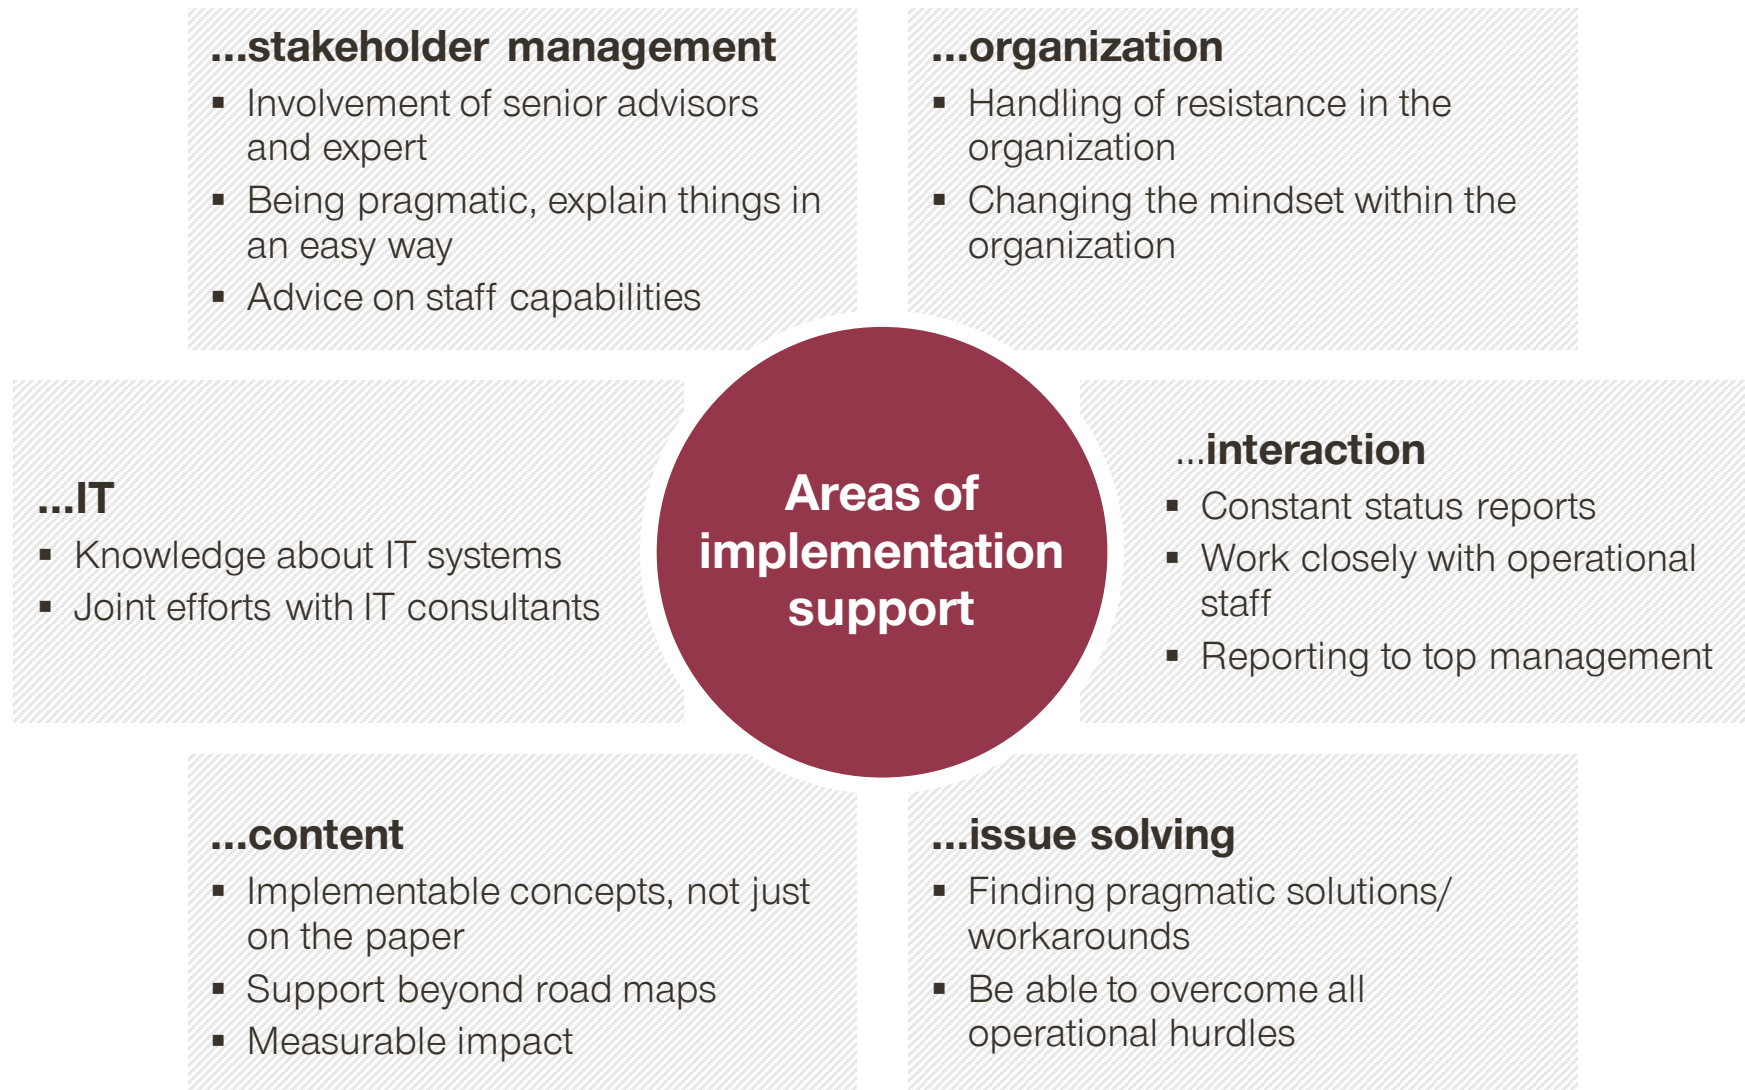 ...stakeholder management
▪ Involvement of senior advisors
and expert
▪ Being pragmatic, explain things in
an easy way
▪ Advice on staff capabilities
...organization
▪ Handling of resistance in the
organization
▪ Changing the mindset within the
organization
...IT
▪ Knowledge about IT systems
▪ Joint efforts with IT consultants
Areas of
implementation
support
...interaction
▪ Constant status reports
▪ Work closely with operational
staff
▪ Reporting to top management
...content
▪ Implementable concepts, not just
on the paper
▪ Support beyond road maps
▪ Measurable impact
...issue solving
▪ Finding pragmatic solutions/
workarounds
▪ Be able to overcome all
operational hurdles